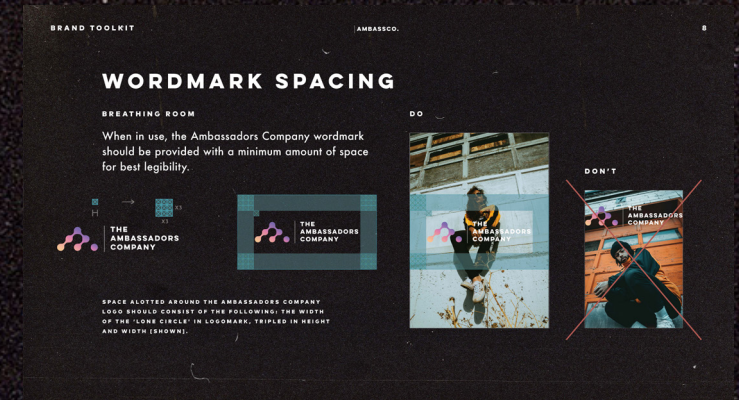 BRAND TOOLKIT
AMBASSCO.
8
WORDMARK SPACING
BREATHING ROOM
When in use, the Ambassadors Company wordmark
should be provided with a minimum amount of space
for best legibility.
X3
X3
THE
AMBASSADORS
COMPANY
THE
AMBASSADORS
COMPANY
SPACE ALOTTED AROUND THE AMBASSADORS COMPANY
LOGO SHOULD CONSIST OF THE FOLLOWING: THE WIDTH
OF THE 'LONE CIRCLE' IN LOGOMARK, TRIPLED IN HEIGHT
AND WIDTH [SHOWN].
DO
THE
AMBASSADORS
COMPANY
DON'T
THE
AMBASSADORS
COMPANY